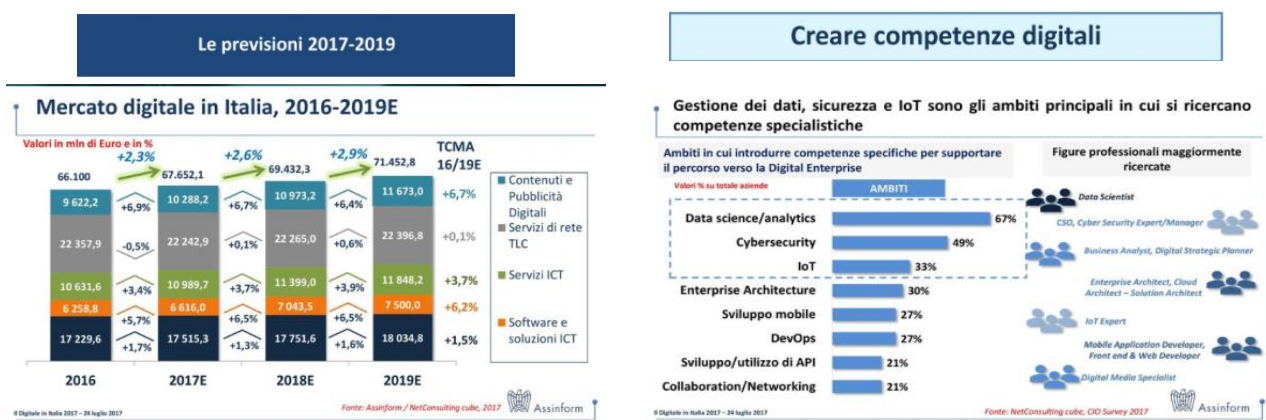 Le previsioni 2017-2019
Mercato digitale in Italia, 2016-2019E
Valori in mln di Euro e in %
+2,3%
+2,6%
+2,9%
TCMA
16/19E
66.100
67.652,1
69.432,3
71.452,8
9 622,2
+6,9%
10 288,2
+6,7%
10 973,2
+6,4%
11 673,0
+6,7%
22 357,9
-0,5%
22 242,9
+0,1%
22 265,0
+0,6%
22 396,8
+0,1%
10 631,6
+3,4%
10 989,7
+3,7%
11 399,0
+3,9%
11 848,2
+3,7%
6 258,8
+5,7%
6 616,0
+6,5%
7 043,5
+6,5%
7 500,0
+6,2%
17 229,6
+1,7%
17 515,3
+1,3%
17 751,6
+1,6%
18 034,8
+1,5%
2016
2017E
2018E
2019E
Contenuti e
Pubblicità
Digitali
Servizi di rete
TLC
Servizi ICT
Software e
soluzioni ICT
Il Digitale in Italia 2017 – 24 luglio 2017
Fonte: Assinform / NetConsulting cube, 2017
Assinform
Creare competenze digitali
Gestione dei dati, sicurezza e IoT sono gli ambiti principali in cui si ricercano
competenze specialistiche
Ambiti in cui introdurre competenze specifiche per supportare
il percorso verso la Digital Enterprise
Valori % su totale aziende
AMBITI
Data science/analytics 67%
Cybersecurity 49%
IoT 33%
Enterprise Architecture 30%
Sviluppo mobile 27%
DevOps 27%
Sviluppo/utilizzo di API 21%
Collaboration/Networking 21%
Figure professionali maggiormente
ricercate
Data Scientist
CSO, Cyber Security Expert/Manager
Business Analyst, Digital Strategic Planner
Enterprise Architect, Cloud
Architect – Solution Architect
IoT Expert
Mobile Application Developer,
Front end & Web Developer
Digital Media Specialist
Il Digitale in Italia 2017 – 24 luglio 2017
Fonte: NetConsulting cube, CIO Survey 2017
Assinform